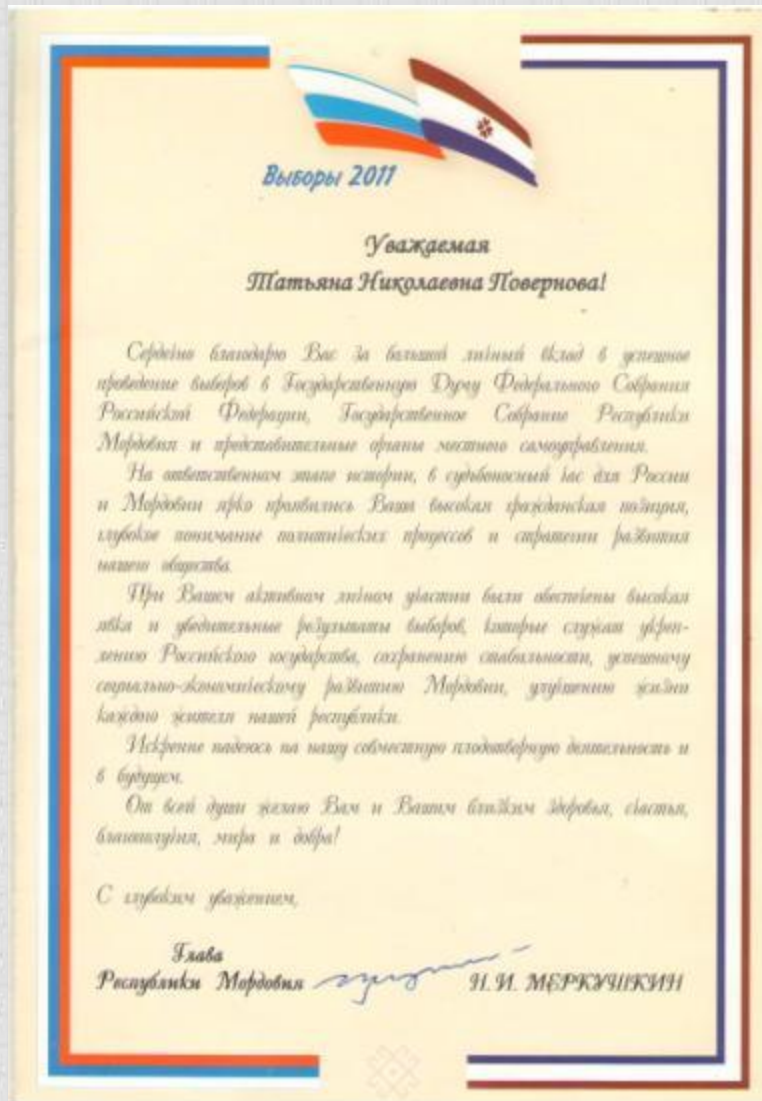 Выборы 2011
Уважаемая
Татьяна Николаевна Повернова!
Сердечно благодарю Вас за большой личный вклад в успешное
проведение выборов в Государственную Думу Федерального Собрания
Российской Федерации, Государственное Собрание Республики
Мордовия и представительные органы местного самоуправления.
На ответственном этапе истории, в судьбоносный час для России
и Мордовии ярко проявились Ваша высокая гражданская позиция,
глубокое понимание политических процессов и стратегии развития
нашего общества.
При Вашем активном личном участии были обеспечены высокая
явка и убедительные результаты выборов, которые служат укреп-
лению Российского государства, сохранению стабильности, успешному
социально-экономическому развитию Мордовии, улучшению жизни
каждого жителя нашей республики.
Искренне надеюсь на нашу совместную плодотворную деятельность и
в будущем.
От всей души желаю Вам и Вашим близким здоровья, счастья,
благополучия, мира и добра!
С глубоким уважением,
Глава
Республики Мордовия Н. И. МЕРКУШКИН